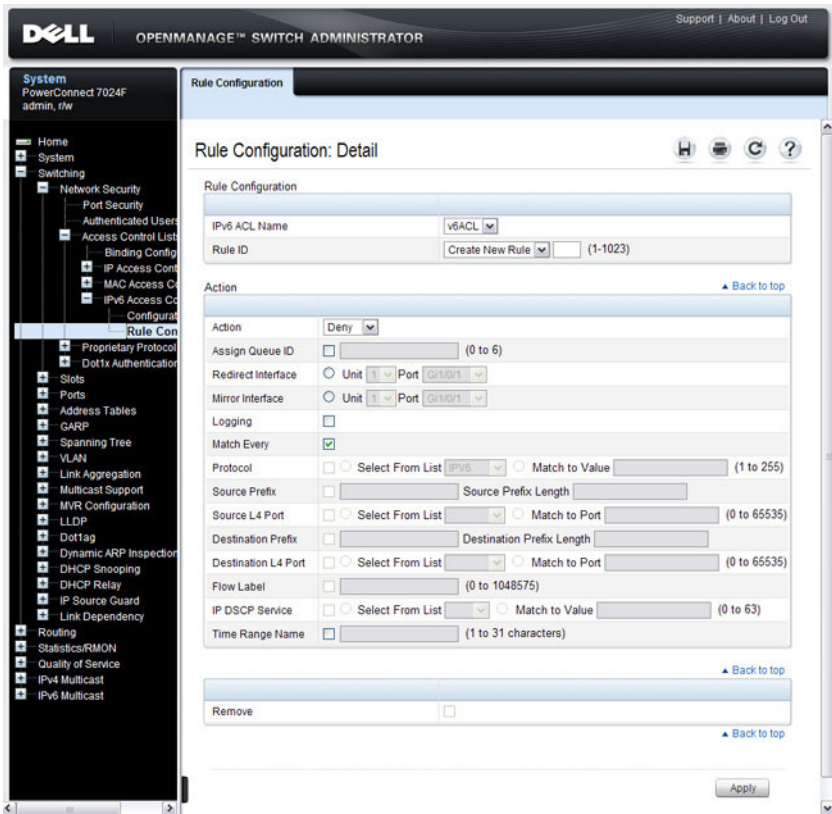 Support | About | Log Out
DELL
OPENMANAGE™ SWITCH ADMINISTRATOR
System
PowerConnect 7024F
admin, r/w
Rule Configuration
Home
System
Switching
Network Security
Port Security
Authenticated Users
Access Control List
Binding Config
IP Access Cont
MAC Access Co
IPv6 Access Co
Configurat
Rule Con
Proprietary Protocol
Dot1x Authentication
Slots
Ports
Address Tables
GARP
Spanning Tree
VLAN
Link Aggregation
Multicast Support
MVR Configuration
LLDP
Dot1ag
Dynamic ARP Inspection
DHCP Snooping
DHCP Relay
IP Source Guard
Link Dependency
Routing
Statistics/RMON
Quality of Service
IPv4 Multicast
IPv6 Multicast
Rule Configuration: Detail
Rule Configuration
IPv6 ACL Name v6ACL
Rule ID Create New Rule (1-1023)
Action
Back to top
Action Deny
Assign Queue ID (0 to 6)
Redirect Interface Unit 1 Port Gi1/0/1
Mirror Interface Unit 1 Port Gi1/0/1
Logging
Match Every
Protocol Select From List IPV6 Match to Value (1 to 255)
Source Prefix Source Prefix Length
Source L4 Port Select From List Match to Port (0 to 65535)
Destination Prefix Destination Prefix Length
Destination L4 Port Select From List Match to Port (0 to 65535)
Flow Label (0 to 1048575)
IP DSCP Service Select From List Match to Value (0 to 63)
Time Range Name (1 to 31 characters)
Back to top
Remove
Back to top
Apply